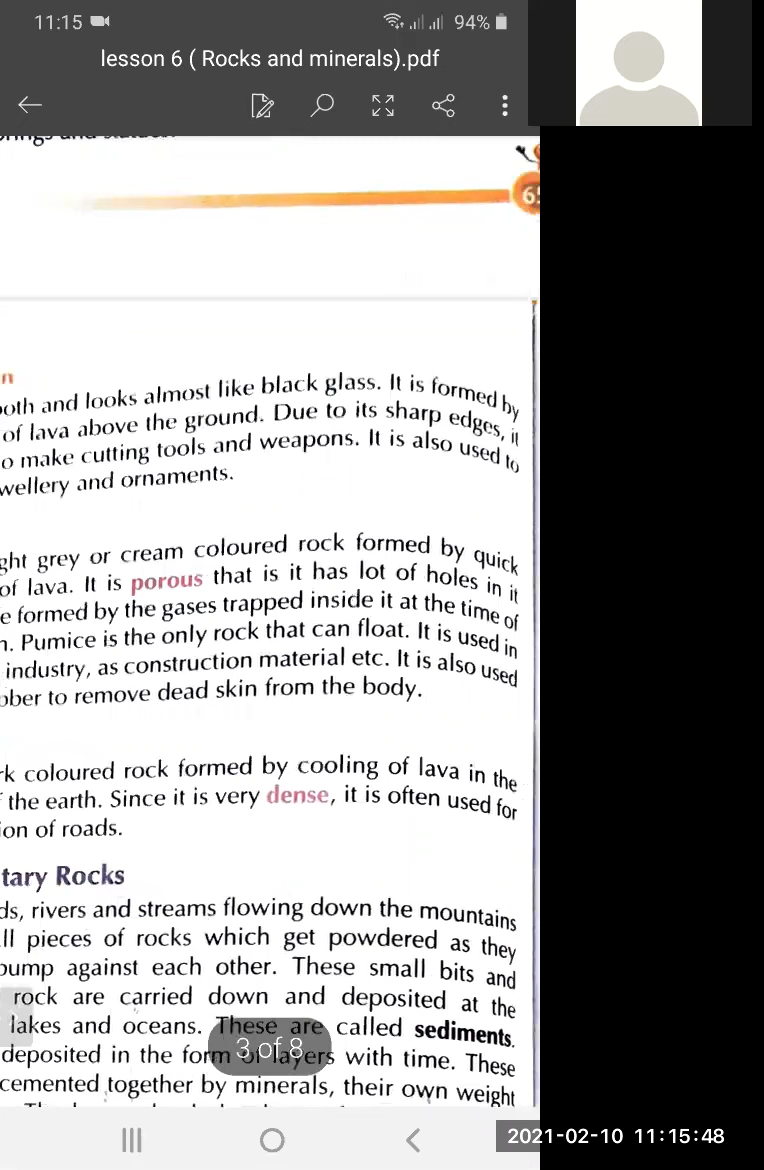 11:15 94%
lesson 6 ( Rocks and minerals).pdf
n
ooth and looks almost like black glass. It is formed by
of lava above the ground. Due to its sharp edges, it
o make cutting tools and weapons. It is also used to
wellery and ornaments.
ght grey or cream coloured rock formed by quick
of lava. It is porous that is it has lot of holes in it
e formed by the gases trapped inside it at the time of
n. Pumice is the only rock that can float. It is used in
industry, as construction material etc. It is also used
bber to remove dead skin from the body.
rk coloured rock formed by cooling of lava in the
the earth. Since it is very dense, it is often used for
ion of roads.
tary Rocks
ds, rivers and streams flowing down the mountains
ll pieces of rocks which get powdered as they
bump against each other. These small bits and
rock are carried down and deposited at the
lakes and oceans. These are called sediments.
deposited in the form of layers with time. These
cemented together by minerals, their own weight
3 of 8
2021-02-10 11:15:48